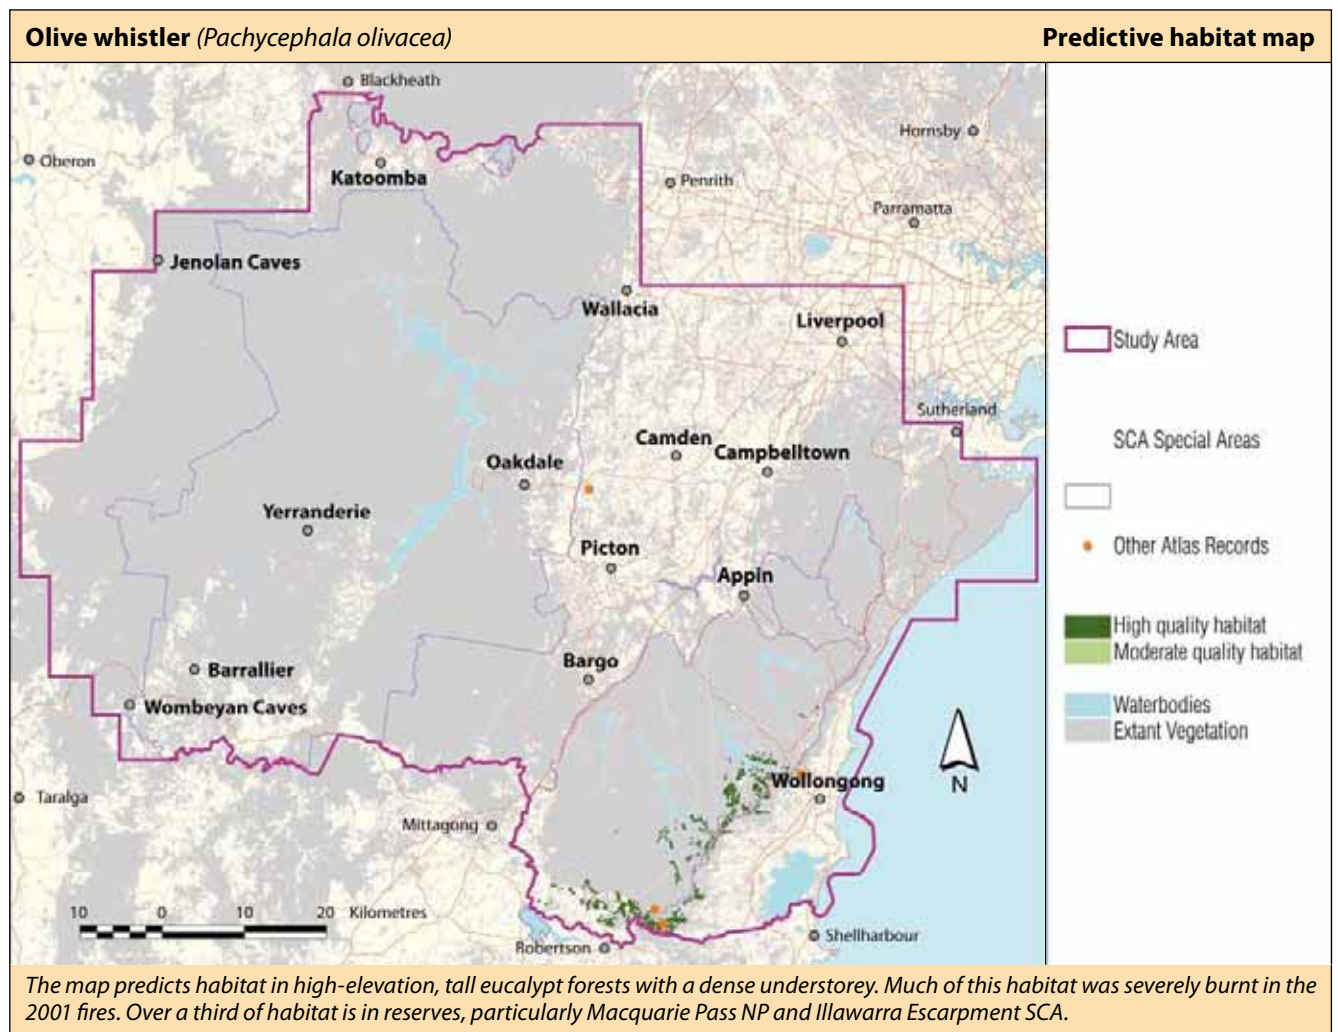 Olive whistler (Pachycephala olivacea)
Predictive habitat map
Blackheath
Hornsby
Oberon
Katoomba
Penrith
Parramatta
Jenolan Caves
Wallacia
Liverpool
Study Area
Sutherland
Camden
Campbelltown
SCA Special Areas
Oakdale
Yerranderie
Picton
Other Atlas Records
Appin
High quality habitat
Moderate quality habitat
Bargo
Barrallier
Wombeyan Caves
Waterbodies
Extant Vegetation
Wollongong
N
Taralga
Mittagong
10 0 10 20 Kilometres
Robertson
Shellharbour
The map predicts habitat in high-elevation, tall eucalypt forests with a dense understorey. Much of this habitat was severely burnt in the
2001 fires. Over a third of habitat is in reserves, particularly Macquarie Pass NP and Illawarra Escarpment SCA.